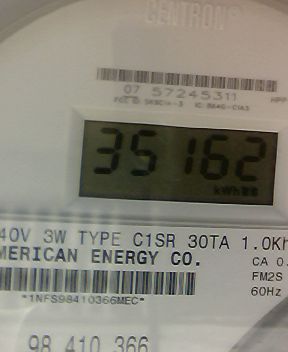 CENTRON®
07 57245311
35162
kWh
40V 3W TYPE C1SR 30TA 1.0Kh
MERICAN ENERGY CO.
CA 0.
FM2S
60Hz
*1NFS98410366MEC*
98 410 366